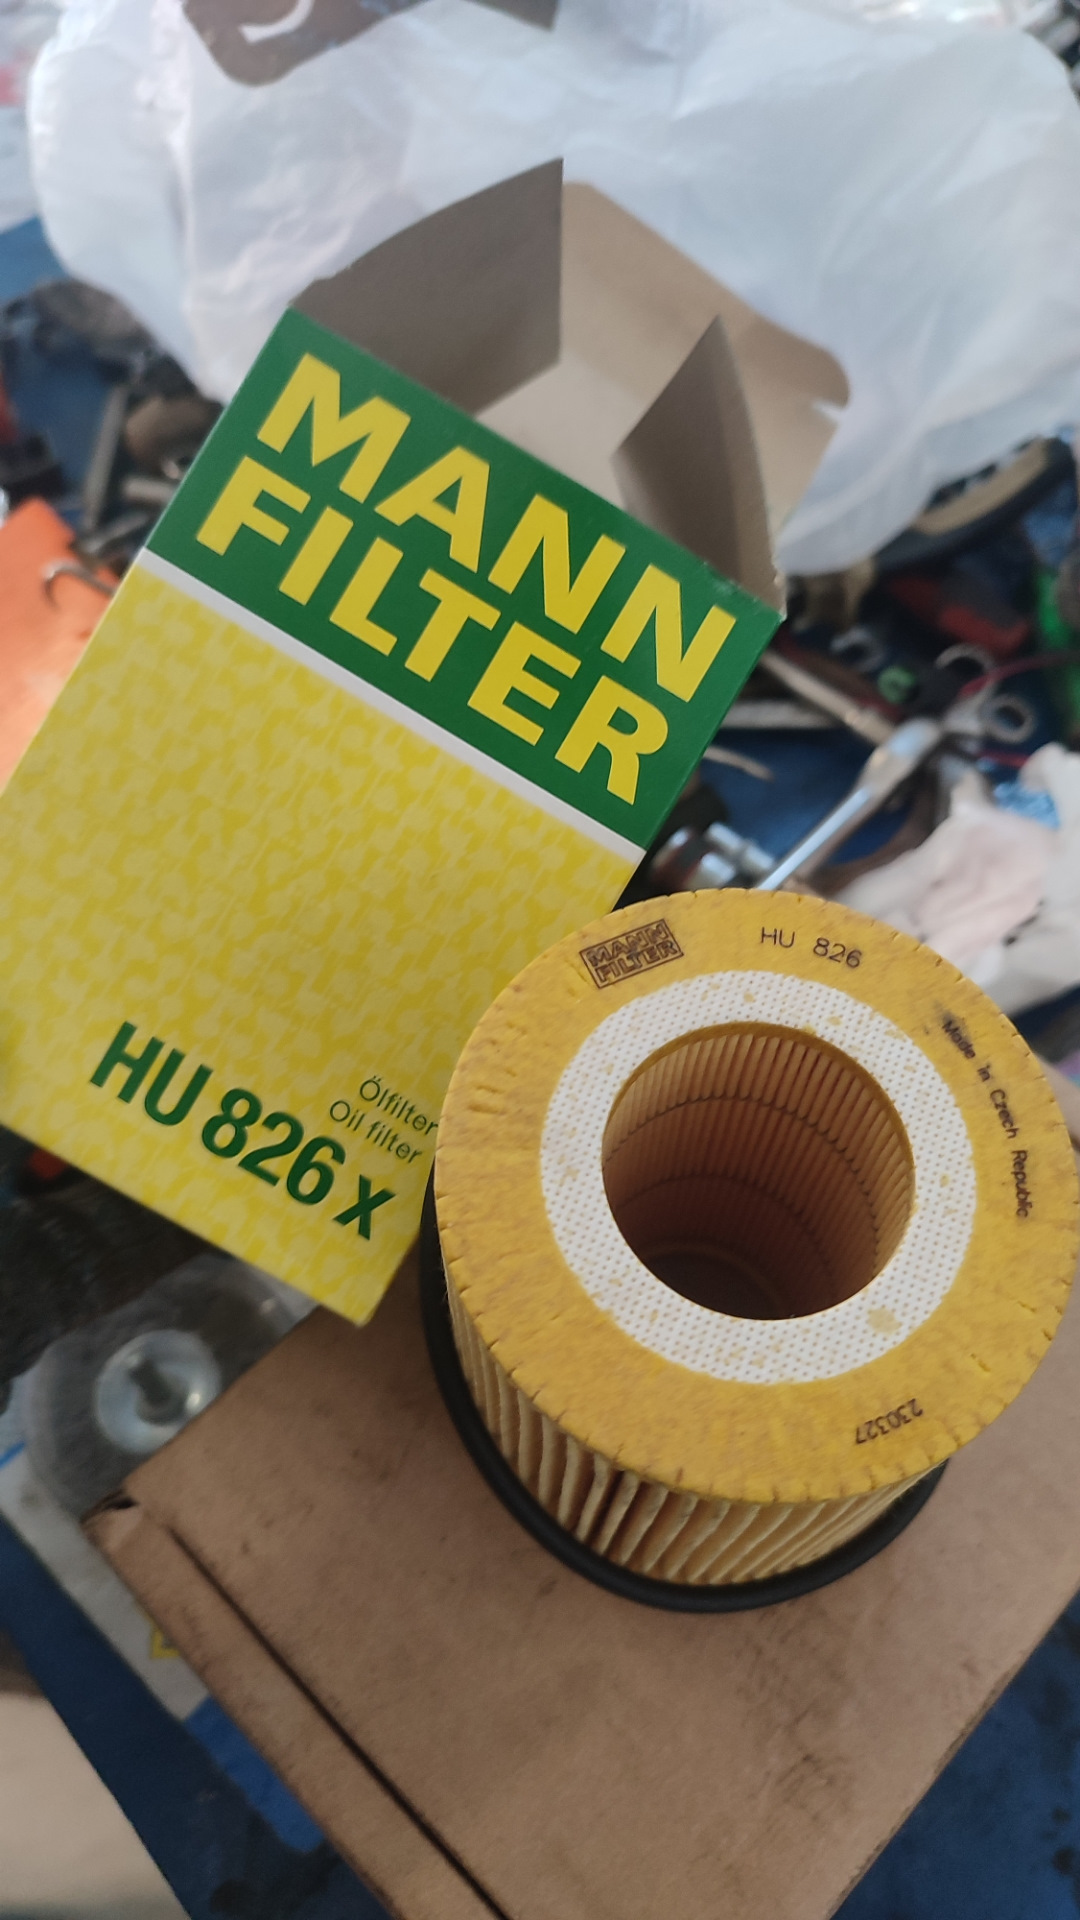 MANN
FILTER
Ölfilter
Oil filter
HU 826 x
MANN
FILTER
HU 826
Made in Czech Republic
230327